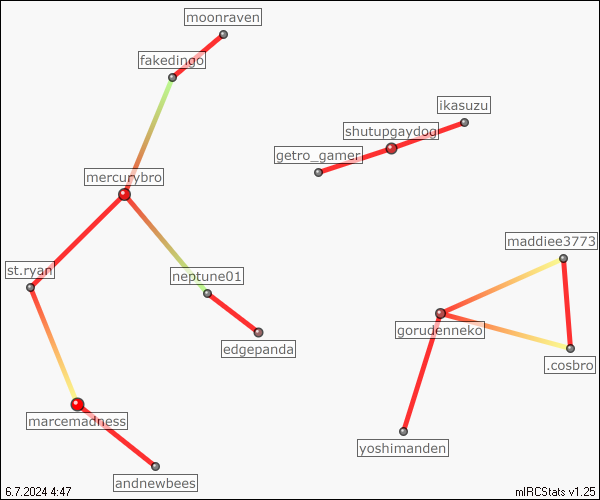 moonraven
fakedingo
ikasuzu
shutupgaydog
getro_gamer
mercurybro
maddiee3773
st.ryan
neptune01
gorudenneko
edgepanda
.cosbro
marcemadness
yoshimanden
andnewbees
6.7.2024 4:47
mIRCStats v1.25